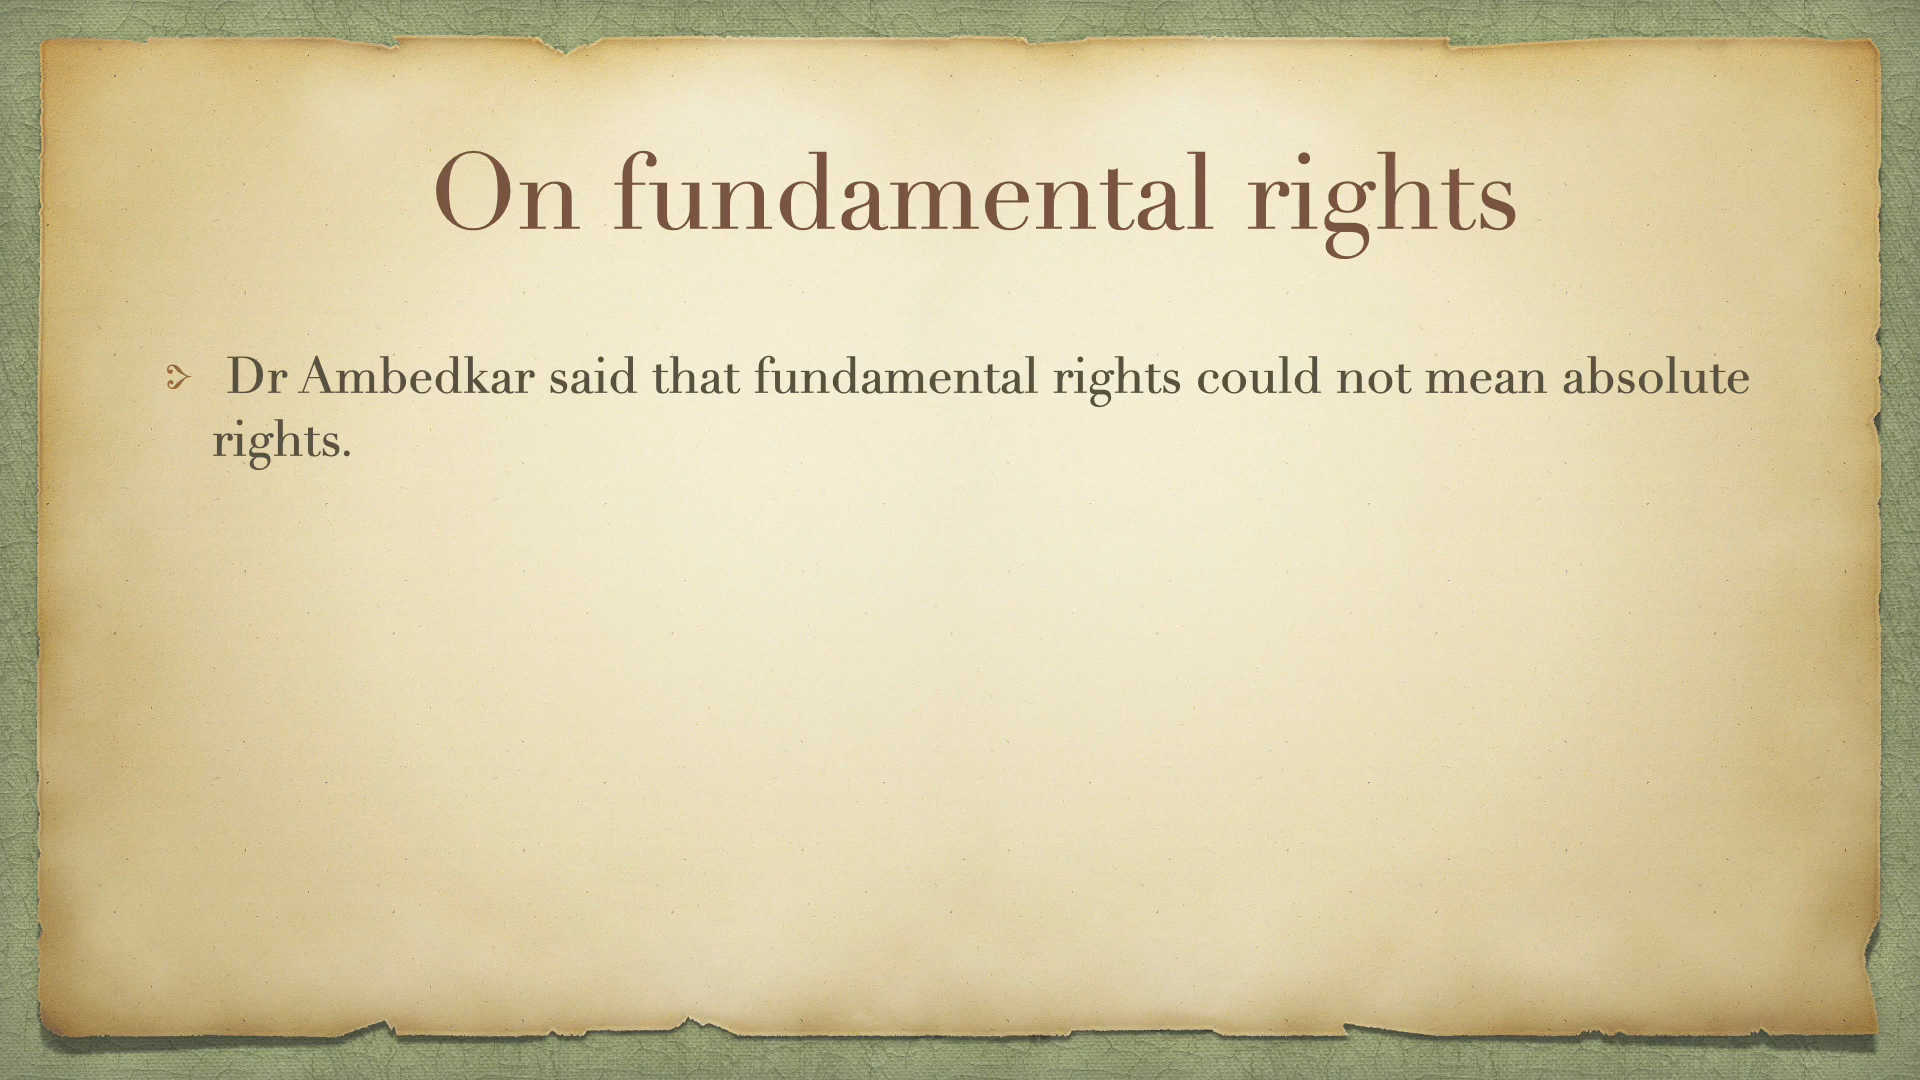 On fundamental rights
Dr Ambedkar said that fundamental rights could not mean absolute
rights.